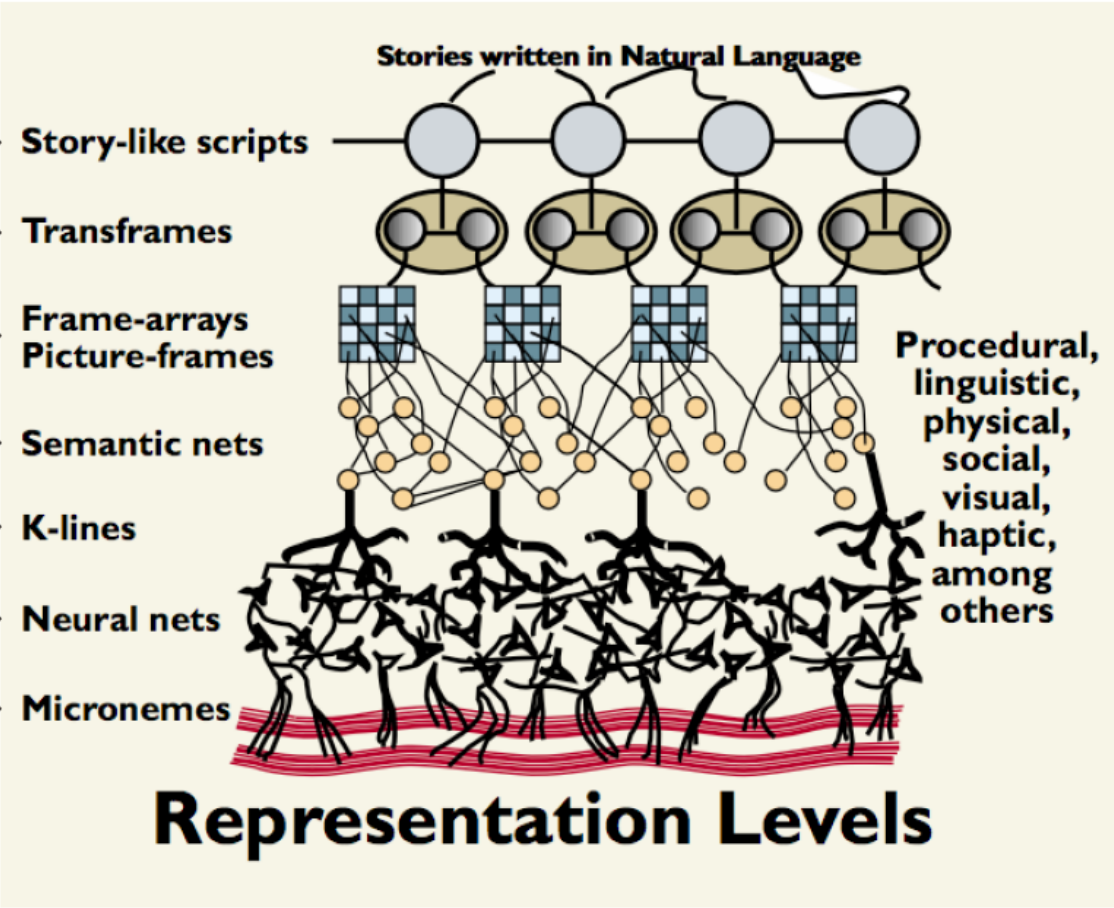 Stories written in Natural Language
Story-like scripts
Transframes
Frame-arrays
Picture-frames
Semantic nets
K-lines
Neural nets
Micronemes
Procedural,
linguistic,
physical,
social,
visual,
haptic,
among
others
Representation Levels